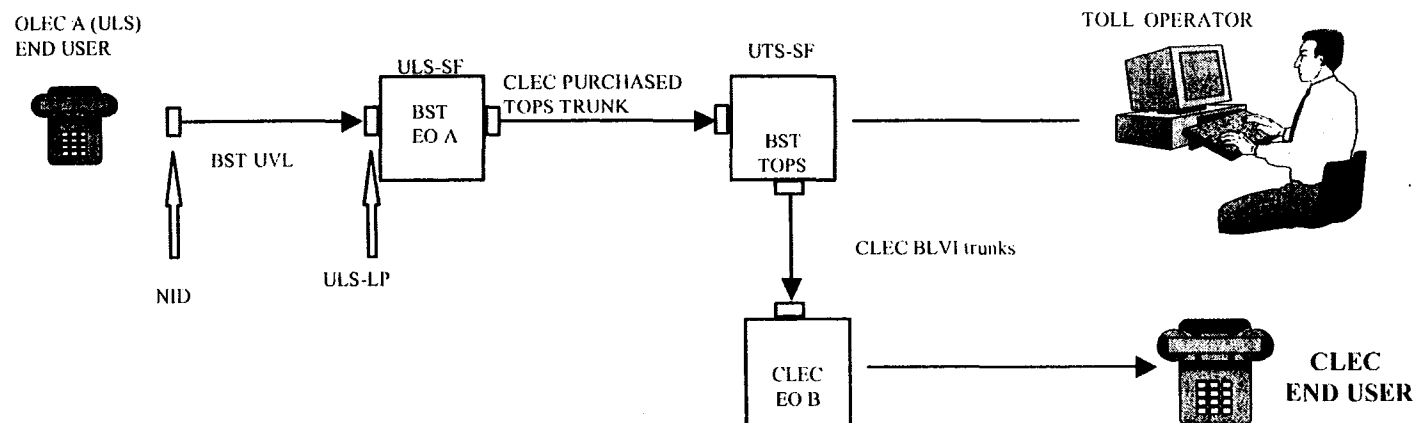 OLEC A (ULS)
END USER
ULS-SF
BST
EO A
CLEC PURCHASED
TOPS TRUNK
UTS-SF
BST
TOPS
TOLL OPERATOR
BST UVL
NID
ULS-LP
CLEC BLVI trunks
CLEC
EO B
CLEC
END USER